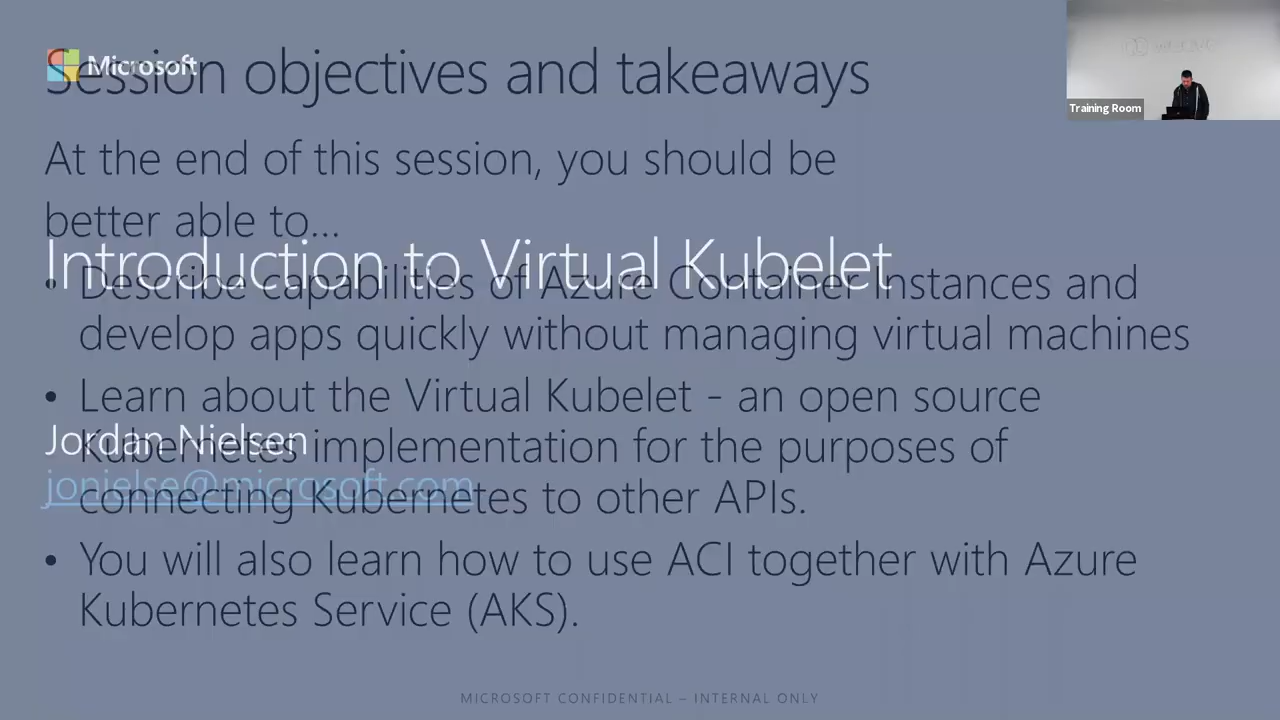 Microsoft
Session objectives and takeaways
Training Room
At the end of this session, you should be
better able to...
Introduction to Virtual Kubelet
• Describe capabilities of Azure Container Instances and
develop apps quickly without managing virtual machines
• Learn about the Virtual Kubelet - an open source
Jordan Nielsen
Kubernetes implementation for the purposes of
jonielse@microsoft.com
connecting Kubernetes to other APIs.
• You will also learn how to use ACI together with Azure
Kubernetes Service (AKS).
MICROSOFT CONFIDENTIAL – INTERNAL ONLY